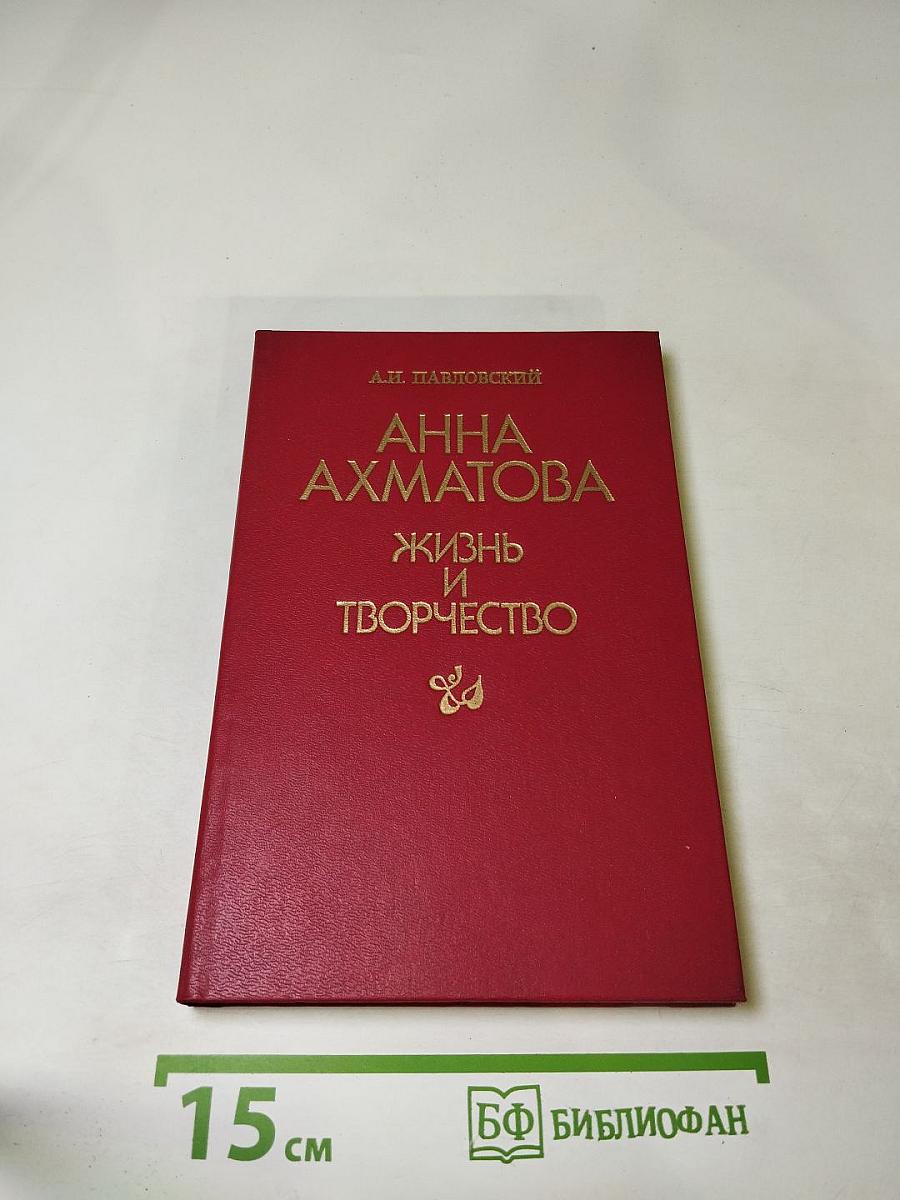 А.И. ПАВЛОВСКИЙ
АННА
АХМАТОВА
ЖИЗНЬ
И
ТВОРЧЕСТВО
15 см
БФ БИБЛИОФАН